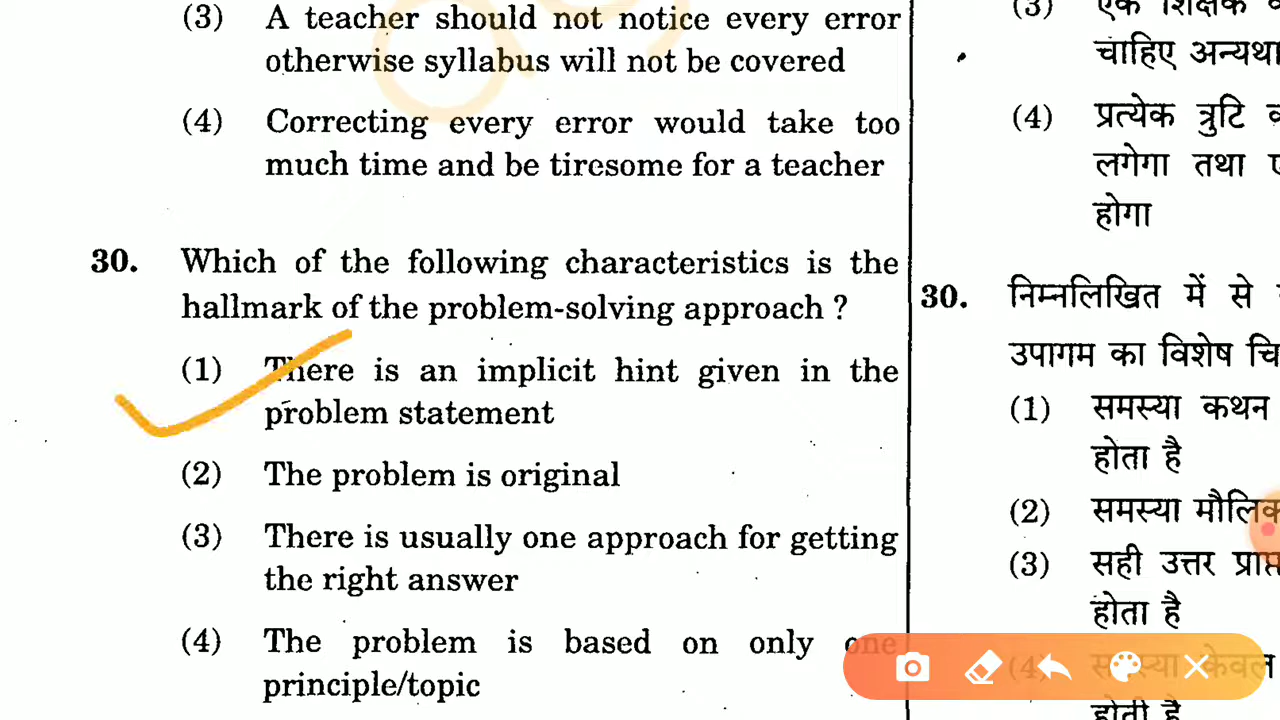 (3) A teacher should not notice every error
otherwise syllabus will not be covered
(4) Correcting every error would take too
much time and be tiresome for a teacher
30. Which of the following characteristics is the
hallmark of the problem-solving approach ?
(1) There is an implicit hint given in the
problem statement
(2) The problem is original
(3) There is usually one approach for getting
the right answer
(4) The problem is based on only one
principle/topic
(3) एक शिक्षक
चाहिए अन्यथा
(4) प्रत्येक त्रुटि
लगेगा तथा
होगा
30. निम्नलिखित में से
उपागम का विशेष
(1) समस्या कथन
होता है
(2) समस्या
(3) सही उत्तर
होता है
(4) समस्या केवल
होती है